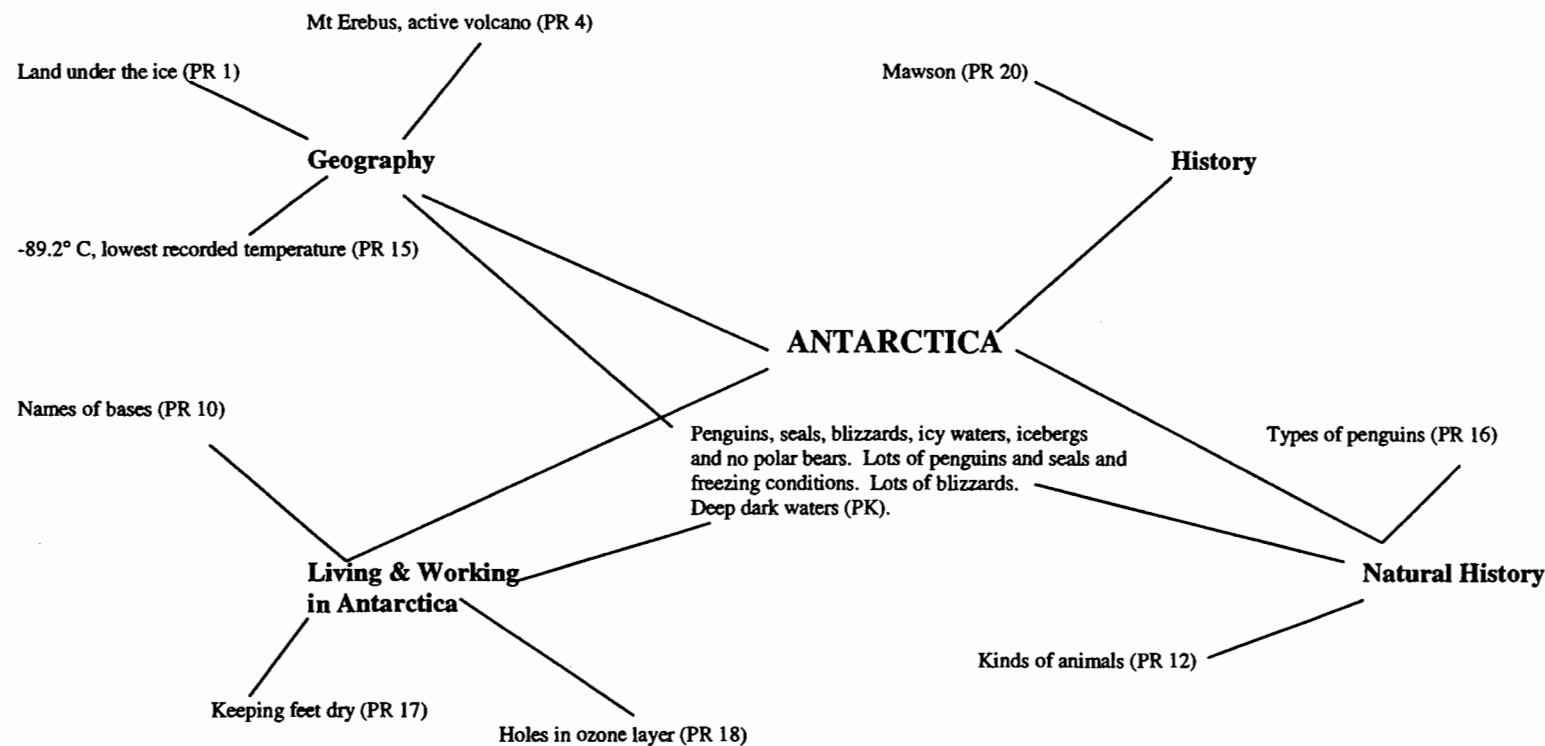 Mt Erebus, active volcano (PR 4)
Land under the ice (PR 1)
Mawson (PR 20)
Geography
History
-89.2° C, lowest recorded temperature (PR 15)
ANTARCTICA
Names of bases (PR 10)
Penguins, seals, blizzards, icy waters, icebergs
and no polar bears. Lots of penguins and seals and
freezing conditions. Lots of blizzards.
Deep dark waters (PK).
Types of penguins (PR 16)
Living & Working
in Antarctica
Natural History
Kinds of animals (PR 12)
Keeping feet dry (PR 17)
Holes in ozone layer (PR 18)